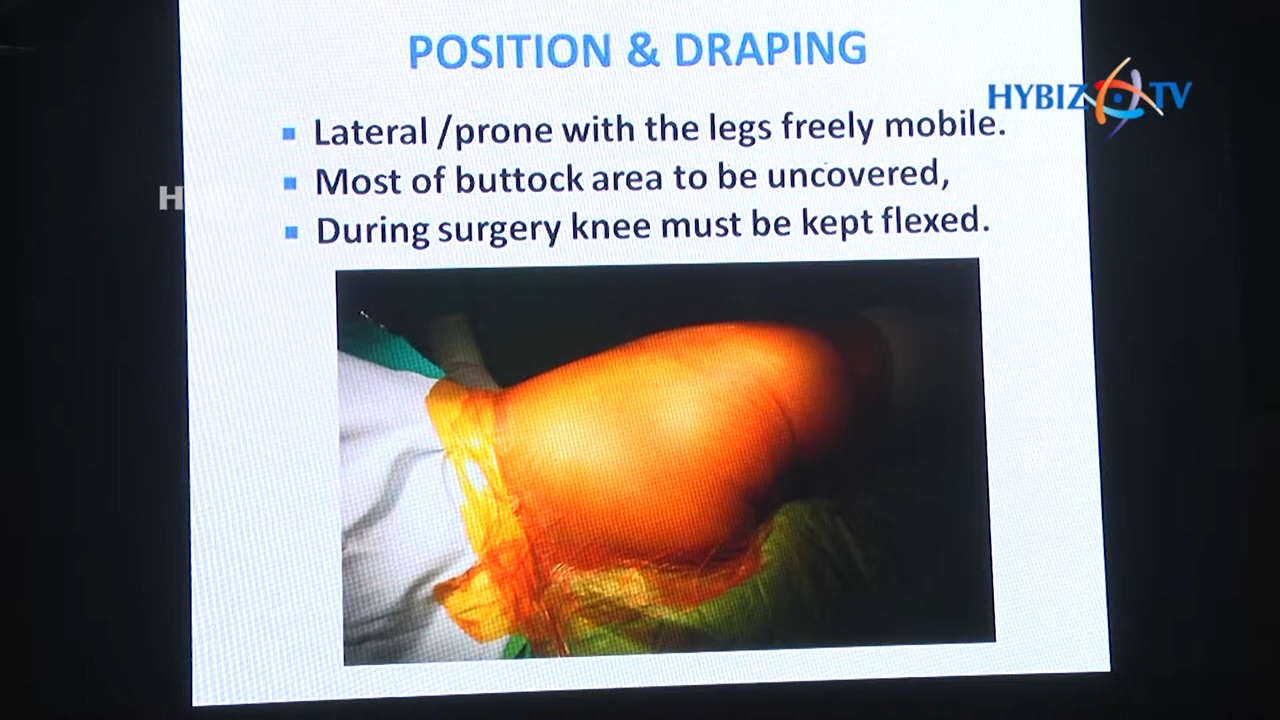 POSITION & DRAPING
HYBIZ TV
Lateral /prone with the legs freely mobile.
Most of buttock area to be uncovered,
H
During surgery knee must be kept flexed.